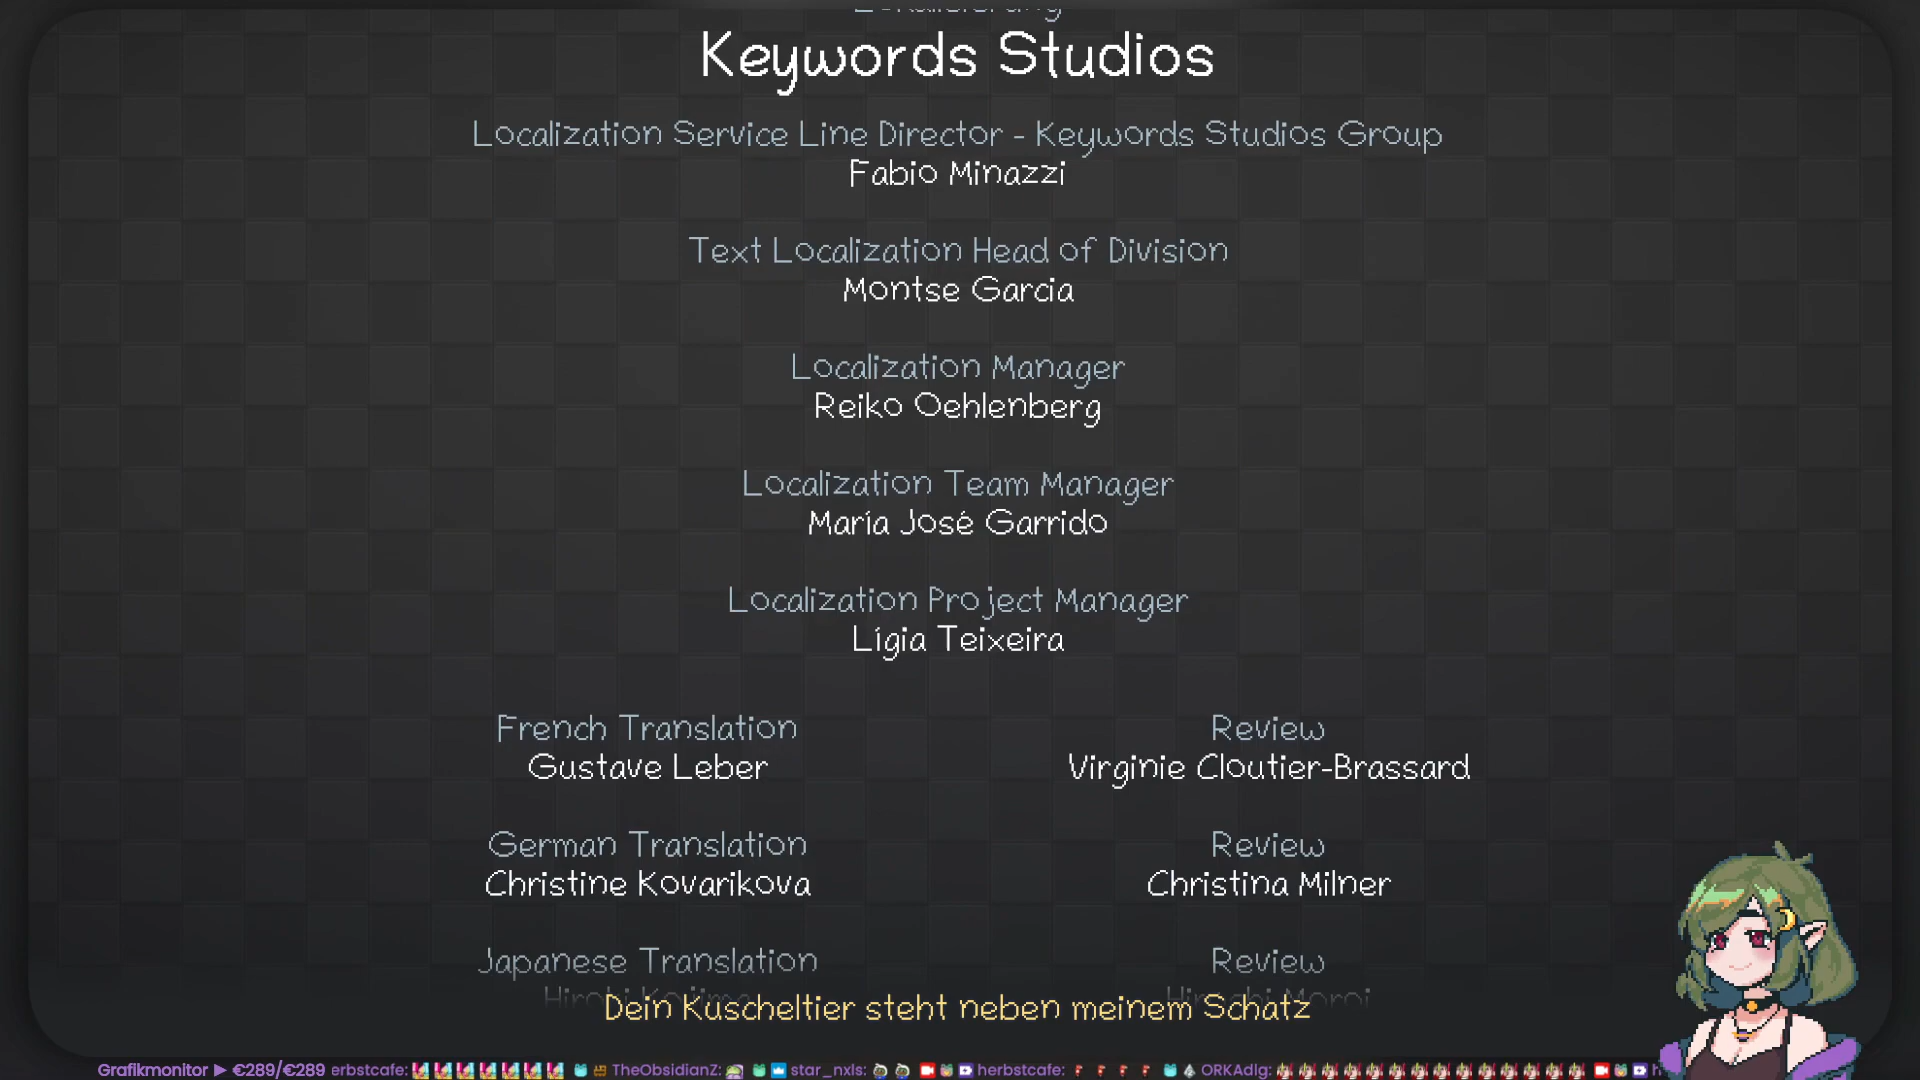 Keywords Studios
Localization Service Line Director - Keywords Studios Group
Fabio Minazzi
Text Localization Head of Division
Montse Garcia
Localization Manager
Reiko Oehlenberg
Localization Team Manager
María José Garrido
Localization Project Manager
Lígia Teixeira
French Translation Review
Gustave Leber Virginie Cloutier-Brassard
German Translation Review
Christine Kovarikova Christina Milner
Japanese Translation Review
Dein Kuscheltier steht neben meinem Schatz
Grafikmonitor ▶ €289/€289 erbstcafe: TheObsidianZ: star_nxls: herbstcafe: ORKAdlg: